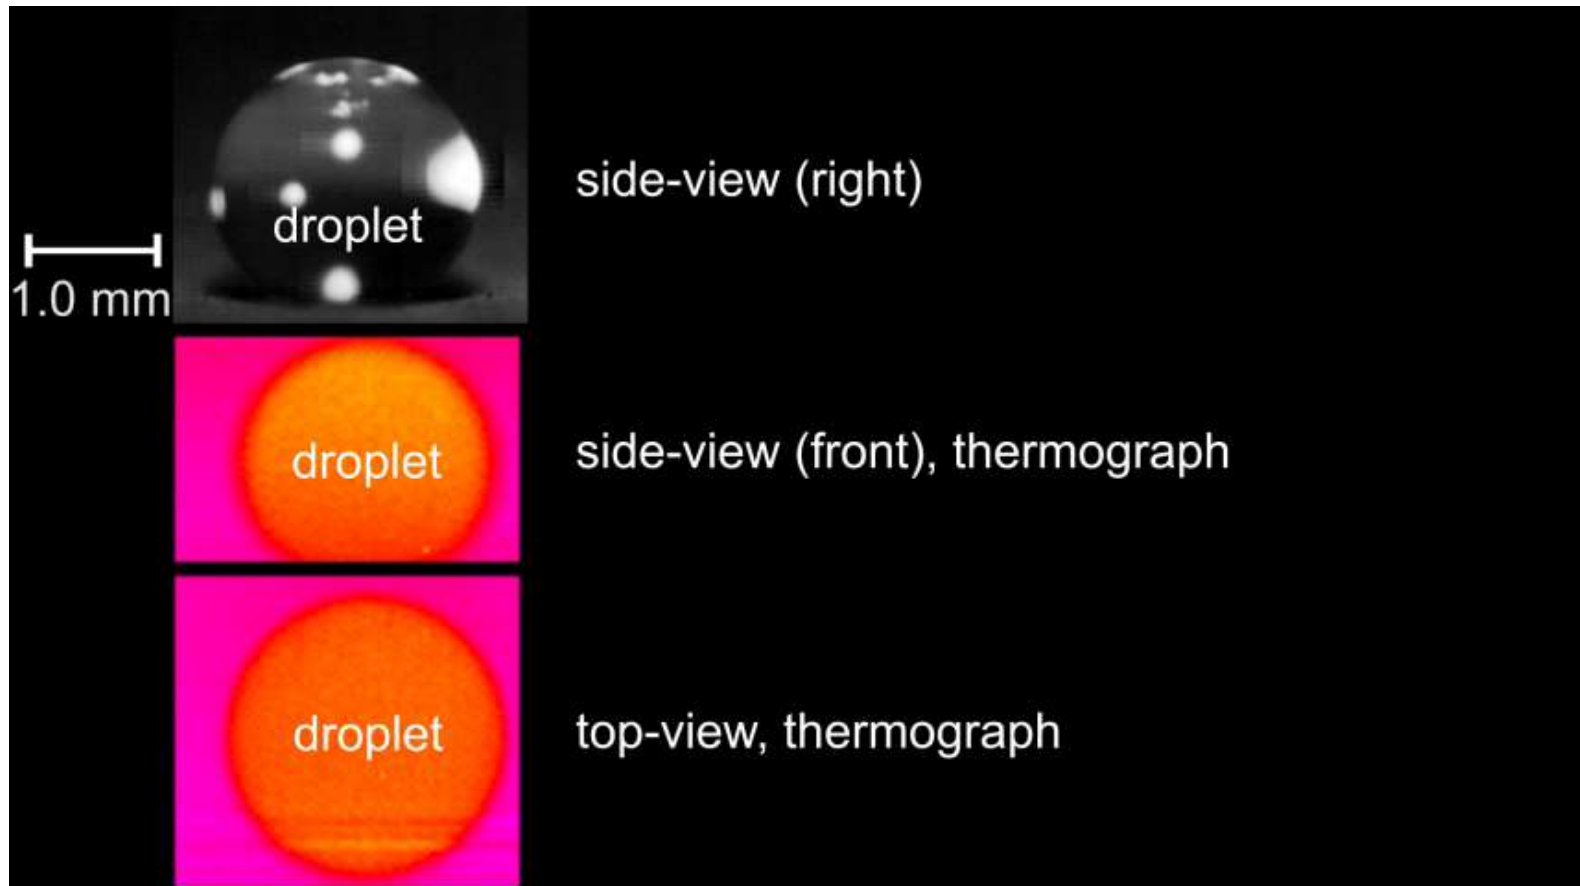 droplet
side-view (right)
1.0 mm
droplet
side-view (front), thermograph
droplet
top-view, thermograph